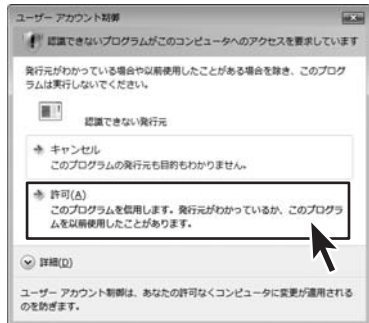 ユーザー アカウント制御
認識できないプログラムがこのコンピュータへのアクセスを要求しています
発行元がわかっている場合や以前使用したことがある場合を除き、このプログ
ラムは実行しないでください。
認識できない発行元
キャンセル
このプログラムの発行元も目的もわかりません。
許可(A)
このプログラムを信用します。発行元がわかっているか、このプログラ
ムを以前使用したことがあります。
詳細(D)
ユーザー アカウント制御は、あなたの許可なくコンピュータに変更が適用される
のを防ぎます。